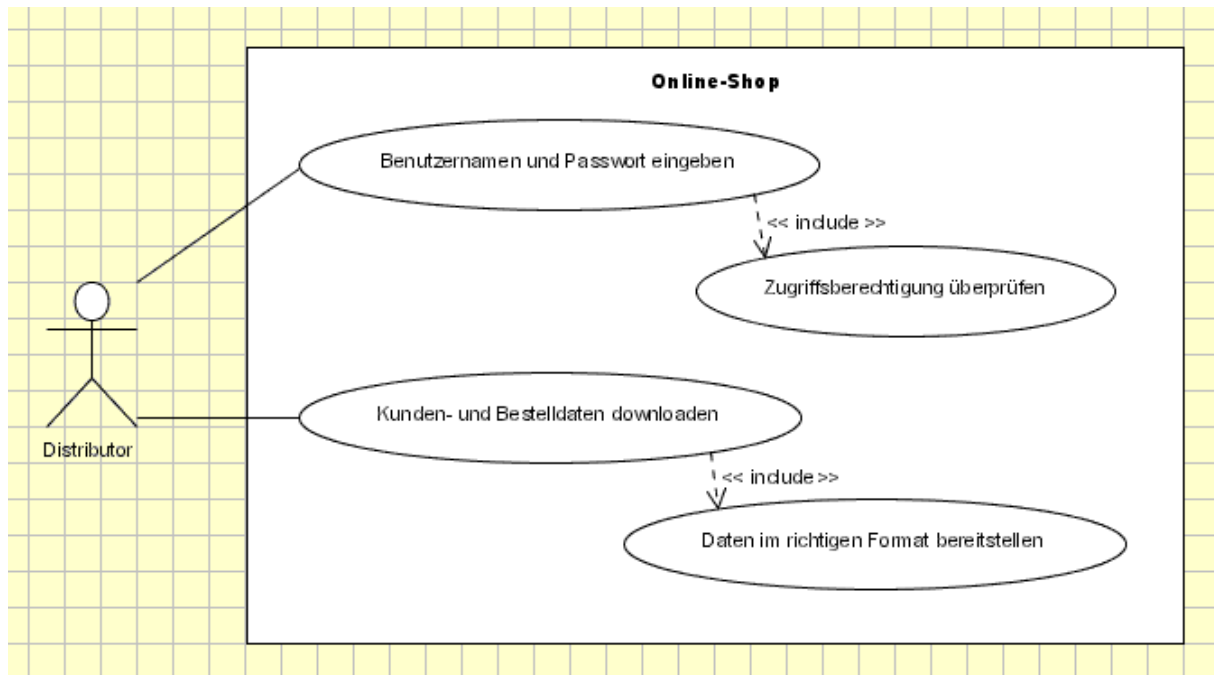 Online-Shop
Benutzernamen und Passwort eingeben
<< include >>
Zugriffsberechtigung überprüfen
Kunden- und Bestelldaten downloaden
Distributor
<< include >>
Daten im richtigen Format bereitstellen